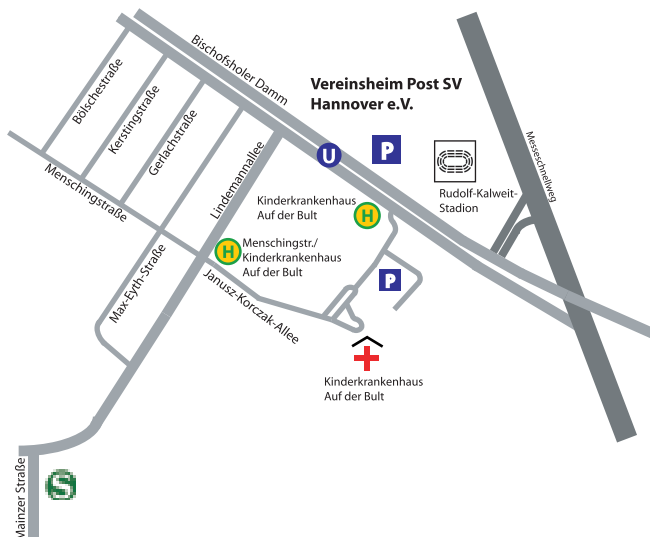 Bischofsholer Damm
Bölschestraße
Kerstingstraße
Gerlachstraße
Menschingstraße
Lindemannallee
Vereinsheim Post SV
Hannover e.V.
U
P
Messeschnellweg
Rudolf-Kalweit-
Stadion
Kinderkrankenhaus
Auf der Bult
H
H
Menschingstr./
Kinderkrankenhaus
Auf der Bult
Max-Eyth-Straße
Janusz-Korczak-Allee
P
Kinderkrankenhaus
Auf der Bult
Mainzer Straße
S